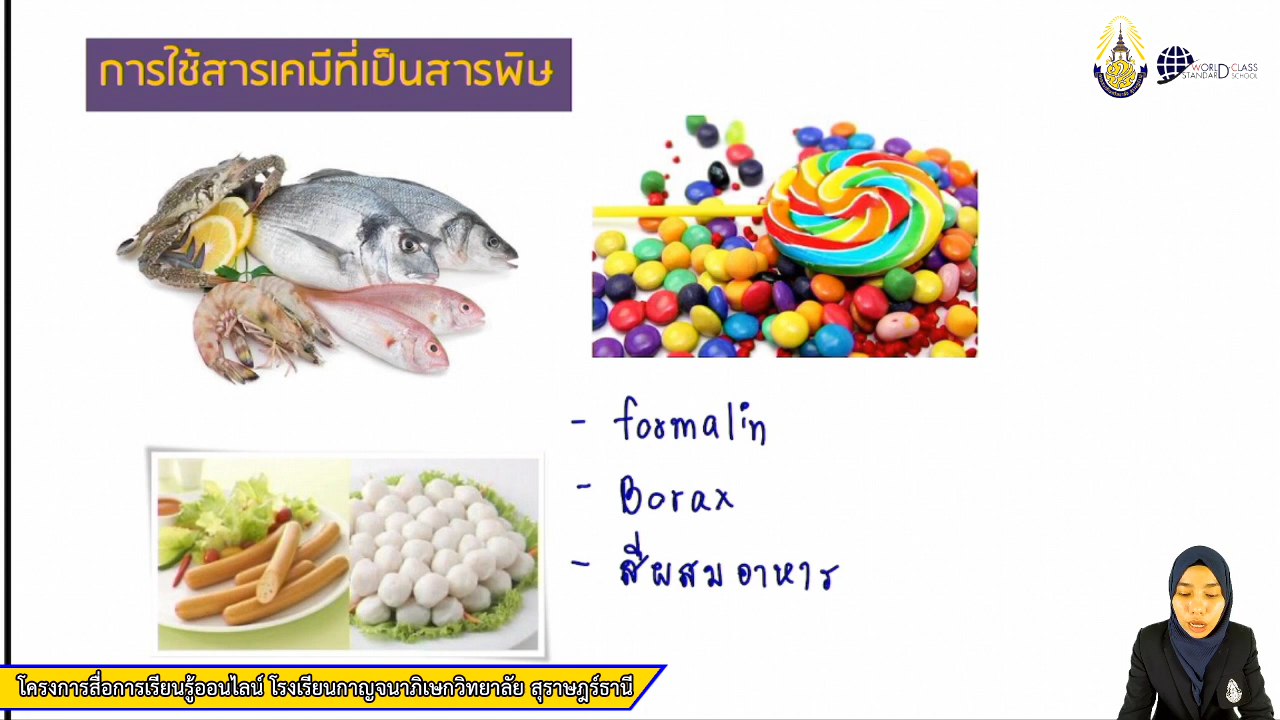 การใช้สารเคมีที่เป็นสารพิษ
WORLD CLASS
STANDARD SCHOOL
- formalin
- Borax
- สีผสมอาหาร
โครงการสื่อการเรียนรู้ออนไลน์ โรงเรียนกาญจนาภิเษกวิทยาลัย สุราษฎร์ธานี